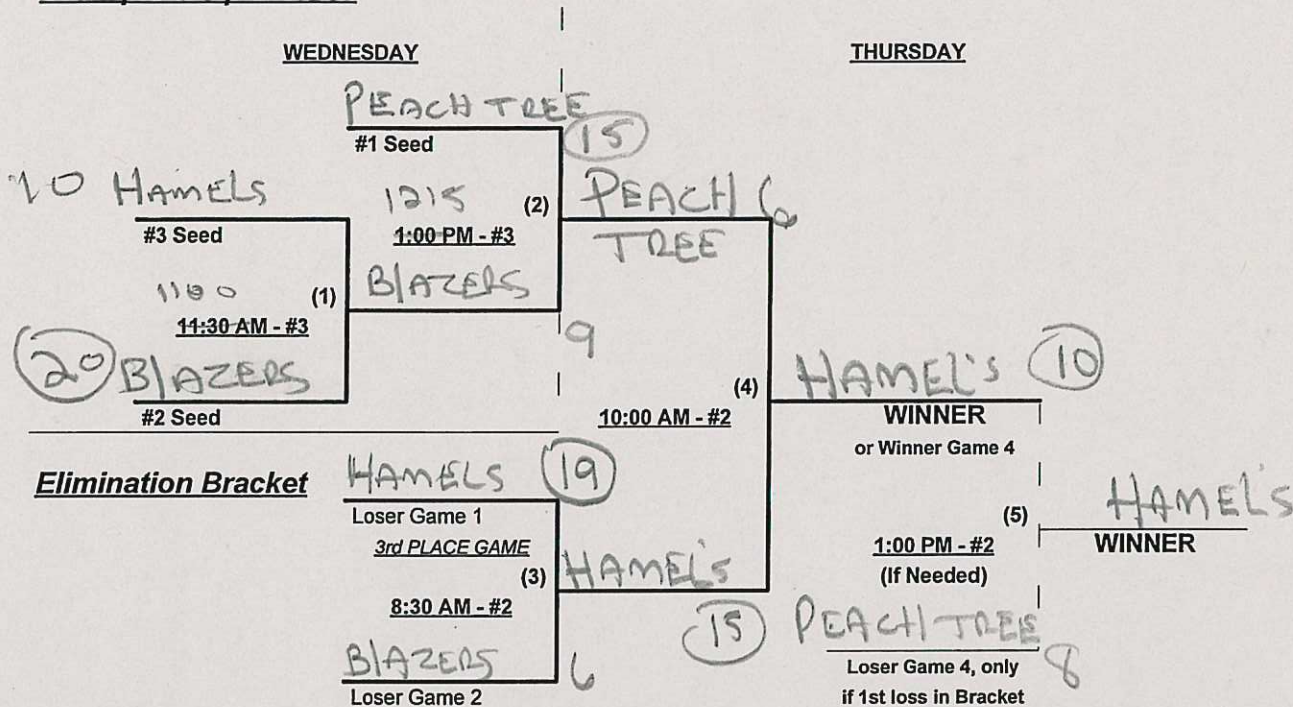 WEDNESDAY
THURSDAY
PEACH TREE
#1 Seed
15
10 HAMELS
#3 Seed
1215
(2)
1:00 PM - #3
PEACH 6
TREE
1100
(1)
11:30 AM - #3
BlAZERS
9
20 BlAZERS
#2 Seed
(4)
10:00 AM - #2
HAMEL's 10
WINNER
or Winner Game 4
Elimination Bracket
HAMELS 19
Loser Game 1
3rd PLACE GAME
(3)
HAMEL's
8:30 AM - #2
15
BlAZERS 6
Loser Game 2
(5)
1:00 PM - #2
(If Needed)
HAMEL's
WINNER
PEACH TREE
8
Loser Game 4, only
if 1st loss in Bracket